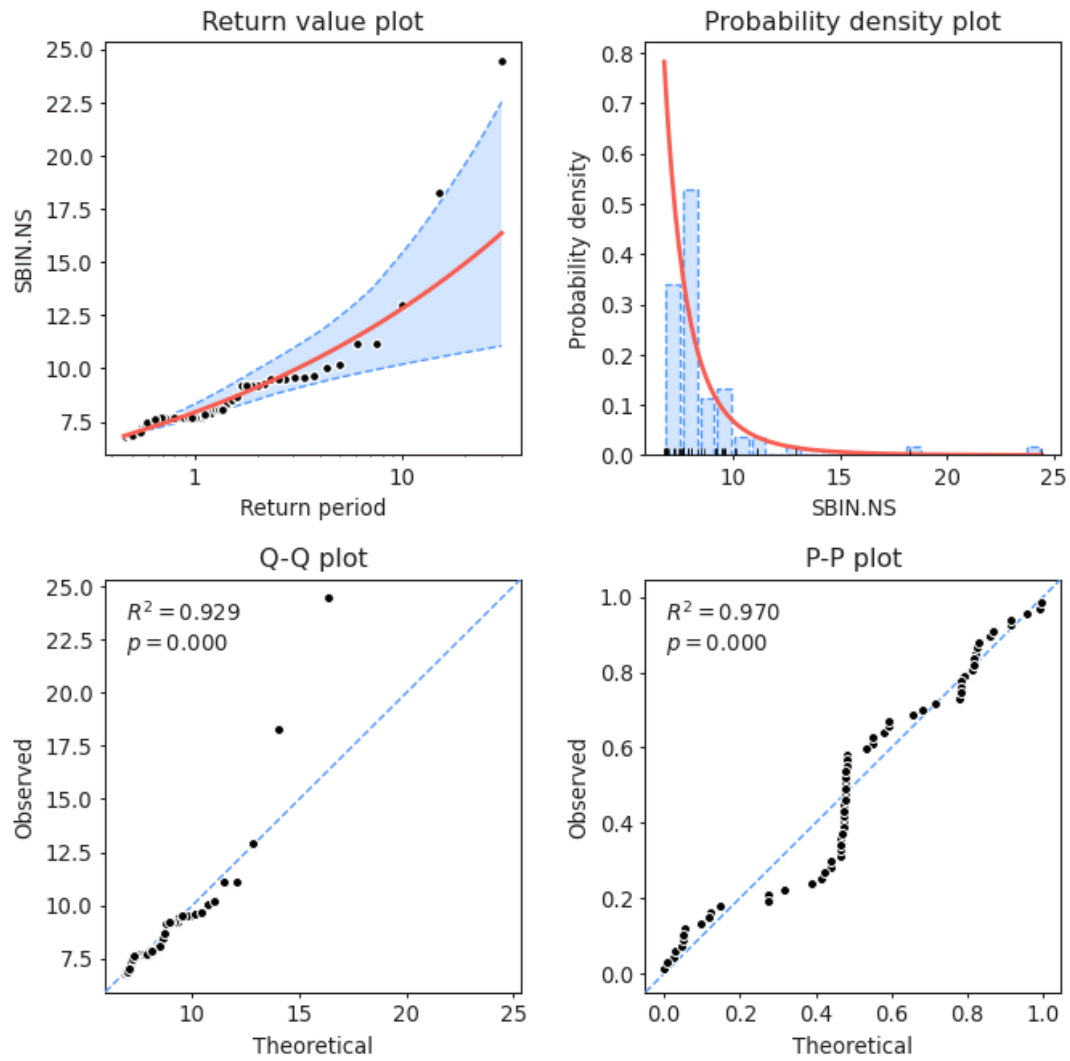 Return value plot
25.0
22.5
20.0
17.5
15.0
12.5
10.0
7.5
SBIN.NS
1
10
Return period
Probability density plot
0.8
0.7
0.6
0.5
0.4
0.3
0.2
0.1
0.0
Probability density
10
15
20
25
SBIN.NS
Q-Q plot
R² = 0.929
p = 0.000
25.0
22.5
20.0
17.5
15.0
12.5
10.0
7.5
Observed
10
15
20
25
Theoretical
P-P plot
R² = 0.970
p = 0.000
1.0
0.8
0.6
0.4
0.2
0.0
Observed
0.0
0.2
0.4
0.6
0.8
1.0
Theoretical